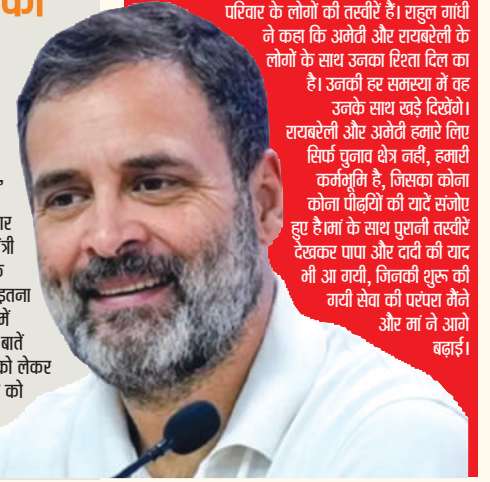 की
परिवार के लोगों की तस्वीरें हैं। राहुल गांधी
ने कहा कि अमेठी और रायबरेली के
लोगों के साथ उनका रिश्ता दिल का
है। उनकी हर समस्या में वह
उनके साथ खड़े दिखेंगे।
रायबरेली और अमेठी हमारे लिए
सिर्फ चुनाव क्षेत्र नहीं, हमारी
कर्मभूमि है, जिसका कोना
कोना पीढ़यिों की यादें संजोए
हुए है।मां के साथ पुरानी तस्वीरें
देखकर पापा और दादी की याद
भी आ गयी, जिनकी शुरू की
गयी सेवा की परंपरा मैंने
और मां ने आगे
बढ़ाई।
इतना
में
बातें
को लेकर
को